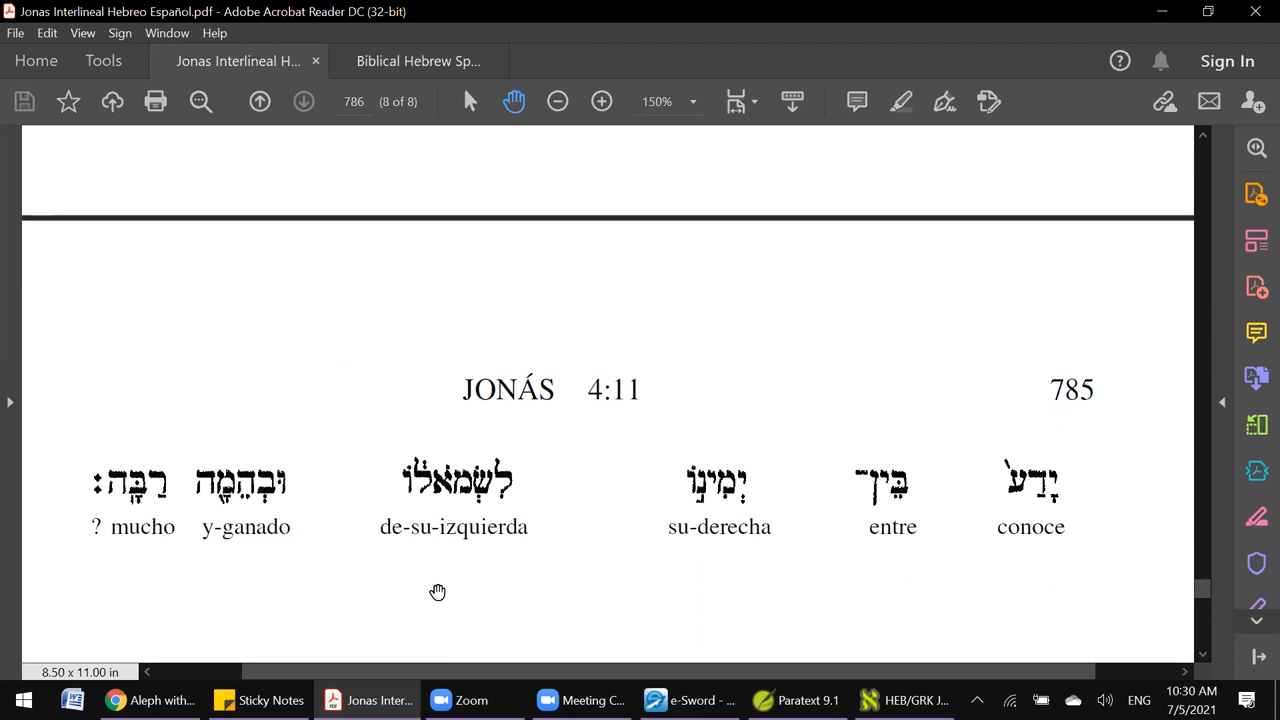 Jonas Interlineal Hebreo Español.pdf - Adobe Acrobat Reader DC (32-bit)
File Edit View Sign Window Help
Home Tools Jonas Interlineal H... × Biblical Hebrew Sp... Sign In
786 (8 of 8) 150%
JONÁS 4:11 785
יָדַע֙ בֵּין־ יְמִינ֣וֹ לִשְׂמֹאל֔וֹ וּבְהֵמָ֖ה רַבָּֽה׃
? mucho y-ganado de-su-izquierda su-derecha entre conoce
8.50 x 11.00 in
Aleph with... Sticky Notes Jonas Inter... Zoom Meeting C... e-Sword - ... Paratext 9.1 HEB/GRK J... ENG 10:30 AM
7/5/2021